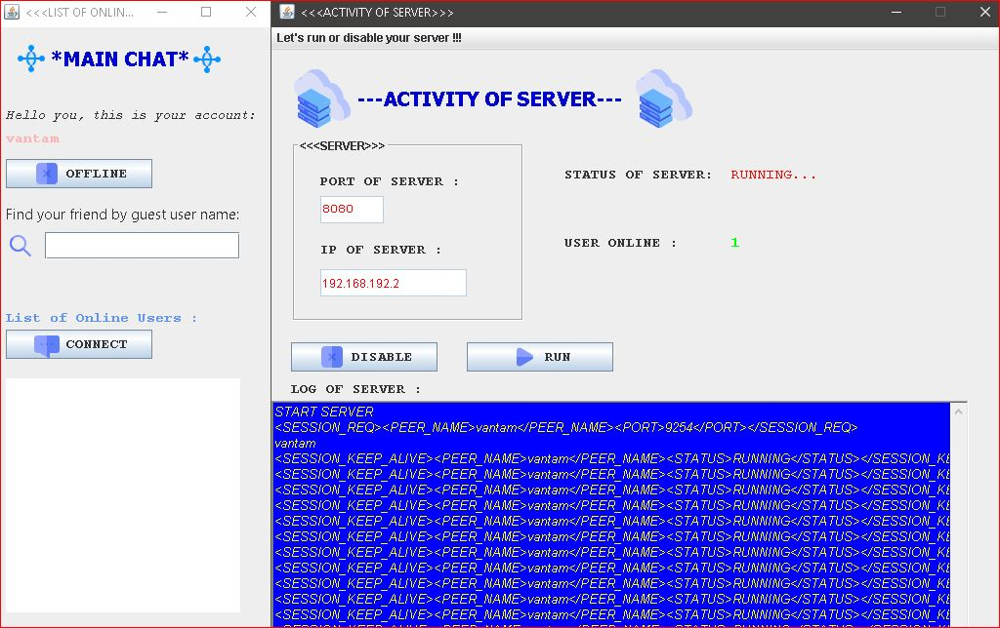 <<<LIST OF ONLIN...
*MAIN CHAT*
Hello you, this is your account:
vantam
OFFLINE
Find your friend by guest user name:
List of Online Users :
CONNECT
<<<ACTIVITY OF SERVER>>>
Let's run or disable your server !!!
---ACTIVITY OF SERVER---
<<<SERVER>>>
PORT OF SERVER :
8080
IP OF SERVER :
192.168.192.2
STATUS OF SERVER: RUNNING...
USER ONLINE : 1
DISABLE
RUN
LOG OF SERVER :
START SERVER
<SESSION_REQ><PEER_NAME>vantam</PEER_NAME><PORT>9254</PORT></SESSION_REQ>
vantam
<SESSION_KEEP_ALIVE><PEER_NAME>vantam</PEER_NAME><STATUS>RUNNING</STATUS></SESSION_KE
<SESSION_KEEP_ALIVE><PEER_NAME>vantam</PEER_NAME><STATUS>RUNNING</STATUS></SESSION_KE
<SESSION_KEEP_ALIVE><PEER_NAME>vantam</PEER_NAME><STATUS>RUNNING</STATUS></SESSION_KE
<SESSION_KEEP_ALIVE><PEER_NAME>vantam</PEER_NAME><STATUS>RUNNING</STATUS></SESSION_KE
<SESSION_KEEP_ALIVE><PEER_NAME>vantam</PEER_NAME><STATUS>RUNNING</STATUS></SESSION_KE
<SESSION_KEEP_ALIVE><PEER_NAME>vantam</PEER_NAME><STATUS>RUNNING</STATUS></SESSION_KE
<SESSION_KEEP_ALIVE><PEER_NAME>vantam</PEER_NAME><STATUS>RUNNING</STATUS></SESSION_KE
<SESSION_KEEP_ALIVE><PEER_NAME>vantam</PEER_NAME><STATUS>RUNNING</STATUS></SESSION_KE
<SESSION_KEEP_ALIVE><PEER_NAME>vantam</PEER_NAME><STATUS>RUNNING</STATUS></SESSION_KE
<SESSION_KEEP_ALIVE><PEER_NAME>vantam</PEER_NAME><STATUS>RUNNING</STATUS></SESSION_KE
<SESSION_KEEP_ALIVE><PEER_NAME>vantam</PEER_NAME><STATUS>RUNNING</STATUS></SESSION_KE